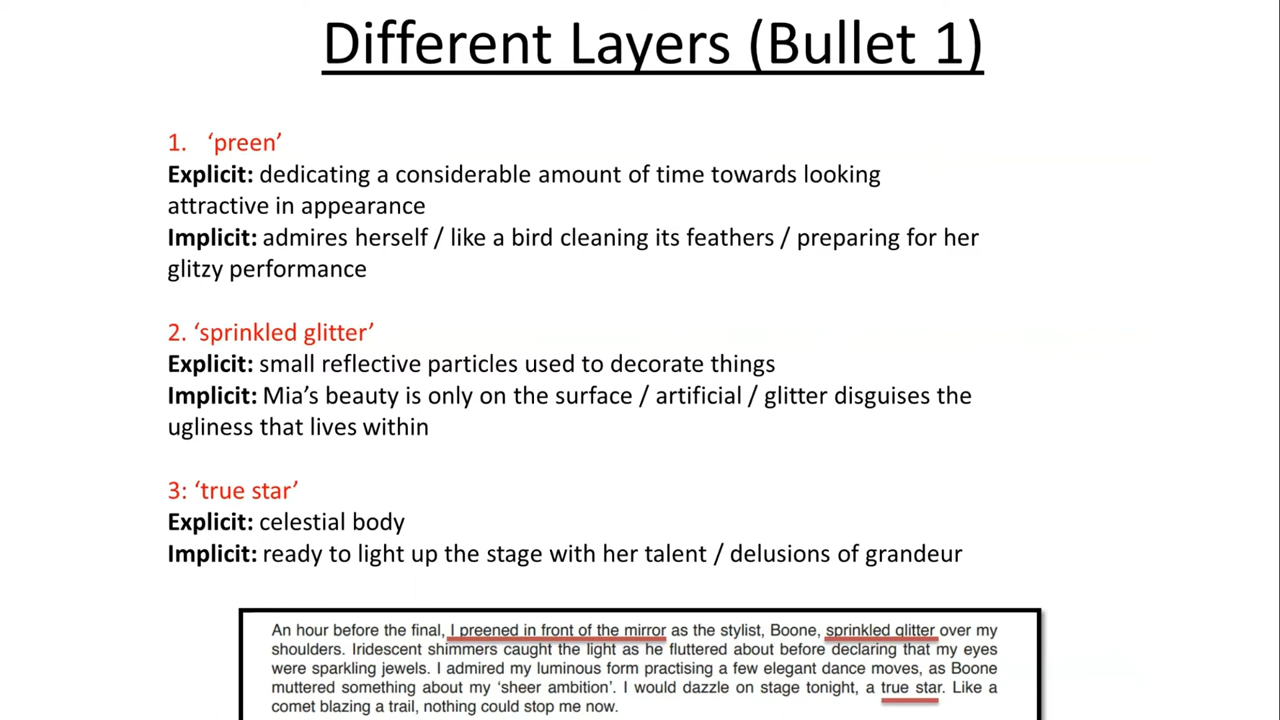 Different Layers (Bullet 1)
1. ‘preen’
Explicit: dedicating a considerable amount of time towards looking
attractive in appearance
Implicit: admires herself / like a bird cleaning its feathers / preparing for her
glitzy performance
2. ‘sprinkled glitter’
Explicit: small reflective particles used to decorate things
Implicit: Mia’s beauty is only on the surface / artificial / glitter disguises the
ugliness that lives within
3: ‘true star’
Explicit: celestial body
Implicit: ready to light up the stage with her talent / delusions of grandeur
An hour before the final, I preened in front of the mirror as the stylist, Boone, sprinkled glitter over my
shoulders. Iridescent shimmers caught the light as he fluttered about before declaring that my eyes
were sparkling jewels. I admired my luminous form practising a few elegant dance moves, as Boone
muttered something about my ‘sheer ambition’. I would dazzle on stage tonight, a true star. Like a
comet blazing a trail, nothing could stop me now.